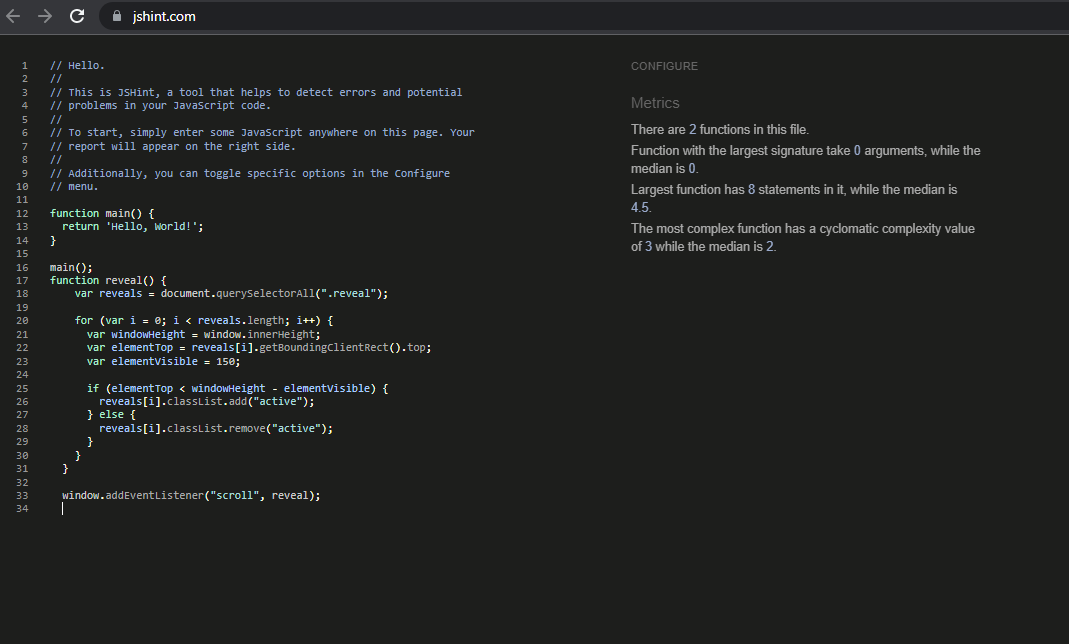 jshint.com
1 // Hello.
2 //
3 // This is JSHint, a tool that helps to detect errors and potential
4 // problems in your JavaScript code.
5 //
6 // To start, simply enter some JavaScript anywhere on this page. Your
7 // report will appear on the right side.
8 //
9 // Additionally, you can toggle specific options in the Configure
10 // menu.
11
12 function main() {
13   return 'Hello, World!';
14 }
15
16 main();
17 function reveal() {
18     var reveals = document.querySelectorAll(".reveal");
19
20     for (var i = 0; i < reveals.length; i++) {
21       var windowHeight = window.innerHeight;
22       var elementTop = reveals[i].getBoundingClientRect().top;
23       var elementVisible = 150;
24
25       if (elementTop < windowHeight - elementVisible) {
26         reveals[i].classList.add("active");
27       } else {
28         reveals[i].classList.remove("active");
29       }
30     }
31   }
32
33   window.addEventListener("scroll", reveal);
34
CONFIGURE
Metrics
There are 2 functions in this file.
Function with the largest signature take 0 arguments, while the
median is 0.
Largest function has 8 statements in it, while the median is
4.5.
The most complex function has a cyclomatic complexity value
of 3 while the median is 2.